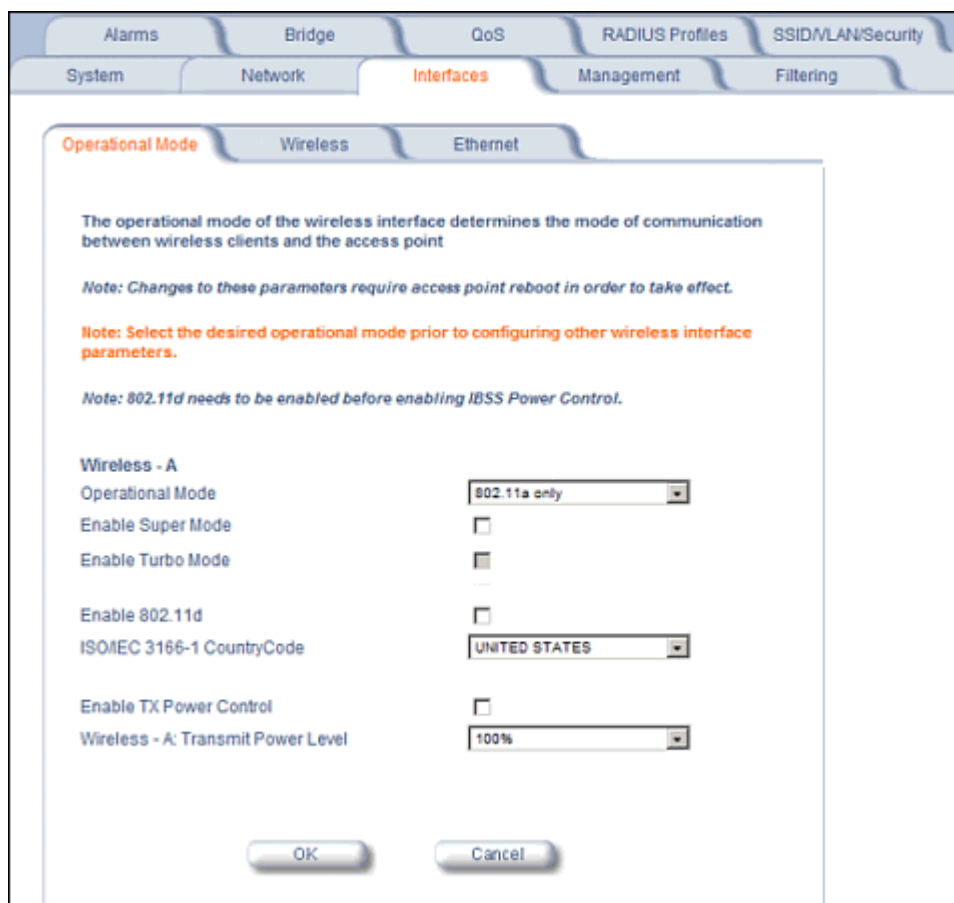 Alarms
Bridge
QoS
RADIUS Profiles
SSID/VLAN/Security
System
Network
Interfaces
Management
Filtering
Operational Mode
Wireless
Ethernet
The operational mode of the wireless interface determines the mode of communication
between wireless clients and the access point
Note: Changes to these parameters require access point reboot in order to take effect.
Note: Select the desired operational mode prior to configuring other wireless interface
parameters.
Note: 802.11d needs to be enabled before enabling IBSS Power Control.
Wireless - A
Operational Mode
802.11a only
Enable Super Mode
Enable Turbo Mode
Enable 802.11d
ISO/IEC 3166-1 CountryCode
UNITED STATES
Enable TX Power Control
Wireless - A: Transmit Power Level
100%
OK
Cancel